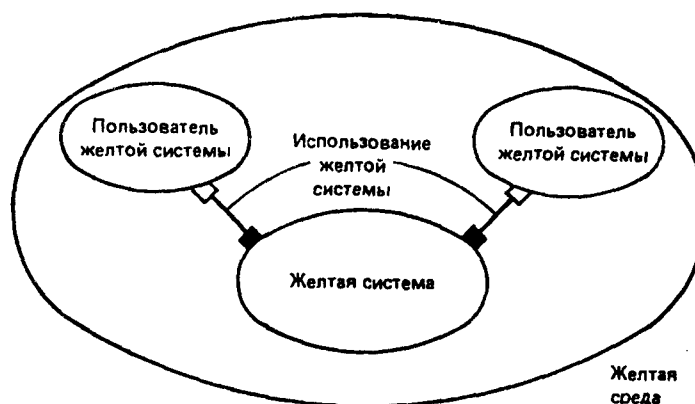 Пользователь
желтой системы
Использование
желтой
системы
Пользователь
желтой системы
Желтая система
Желтая
среда